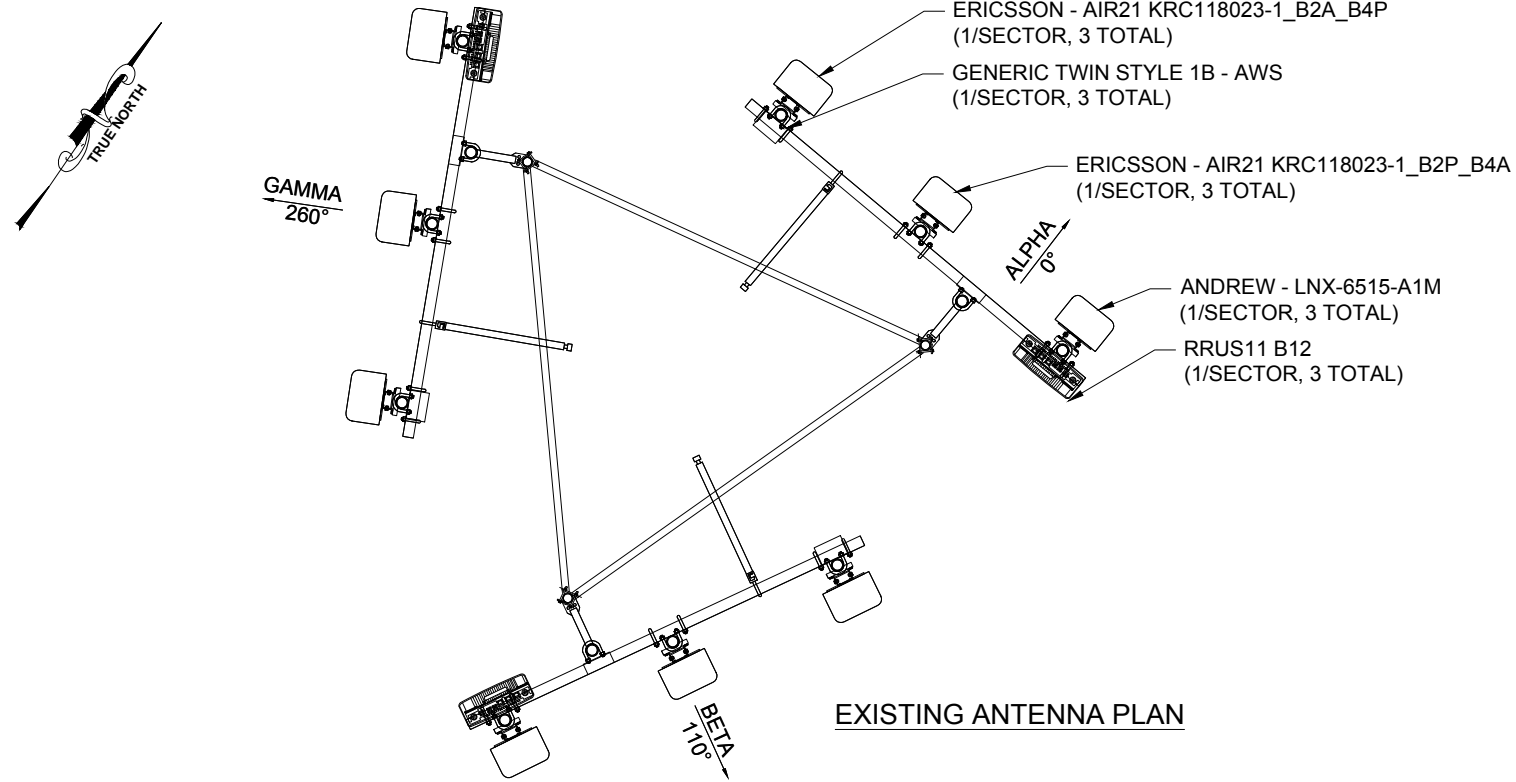 ERICSSON - AIR21 KRC118023-1_B2A_B4P
(1/SECTOR, 3 TOTAL)
GENERIC TWIN STYLE 1B - AWS
(1/SECTOR, 3 TOTAL)
TRUE NORTH
ERICSSON - AIR21 KRC118023-1_B2P_B4A
(1/SECTOR, 3 TOTAL)
GAMMA
260°
ALPHA
0°
ANDREW - LNX-6515-A1M
(1/SECTOR, 3 TOTAL)
RRUS11 B12
(1/SECTOR, 3 TOTAL)
BETA
110°
EXISTING ANTENNA PLAN